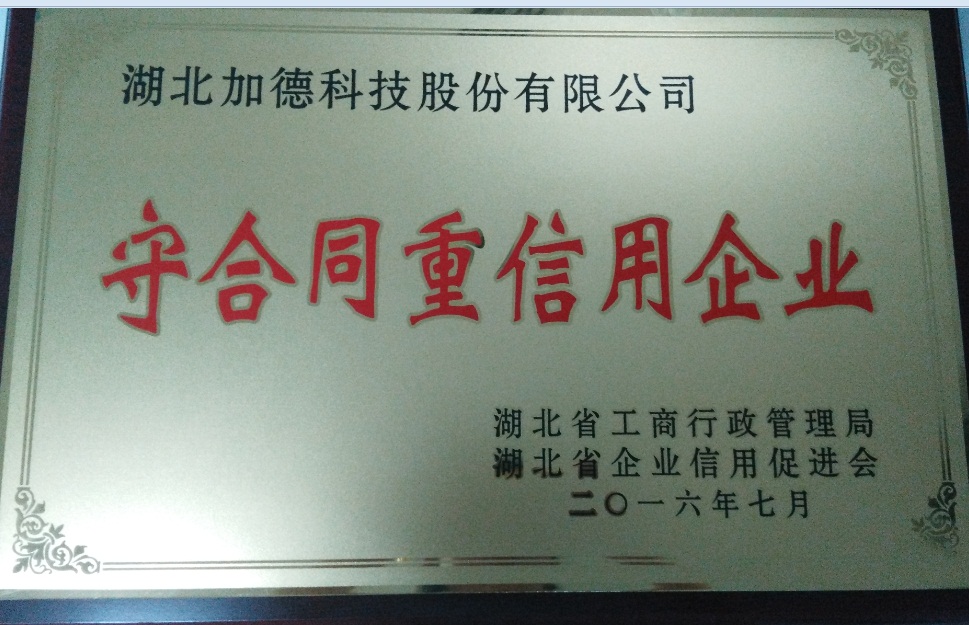 湖北加德科技股份有限公司
守合同重信用企业
湖北省工商行政管理局
湖北省企业信用促进会
二〇一六年七月